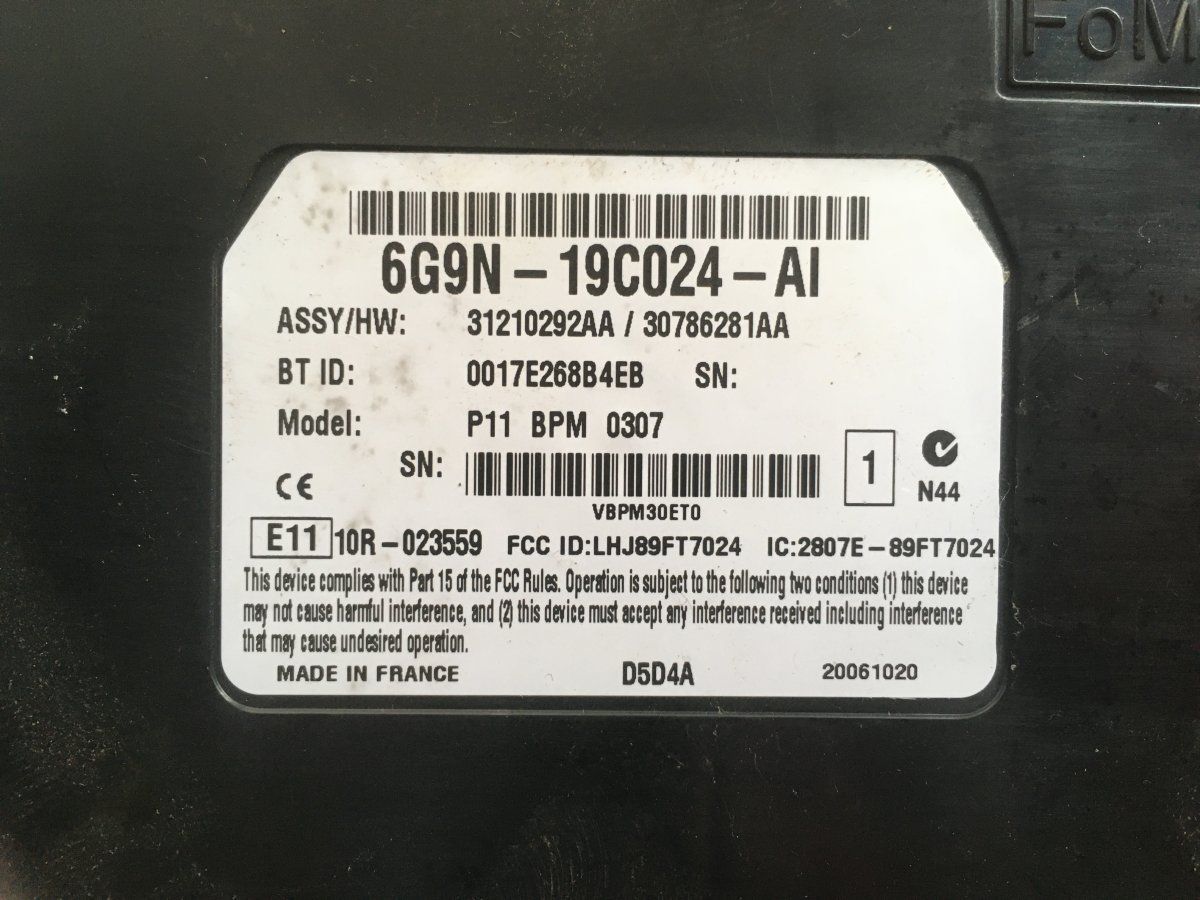 FoM
6G9N-19C024-AI
ASSY/HW: 31210292AA / 30786281AA
BT ID: 0017E268B4EB SN:
Model: P11 BPM 0307
SN:
1
N44
CE
VBPM30ET0
E11 10R-023559 FCC ID:LHJ89FT7024 IC:2807E-89FT7024
This device complies with Part 15 of the FCC Rules. Operation is subject to the following two conditions (1) this device
may not cause harmful interference, and (2) this device must accept any interference received including interference
that may cause undesired operation.
MADE IN FRANCE D5D4A 20061020